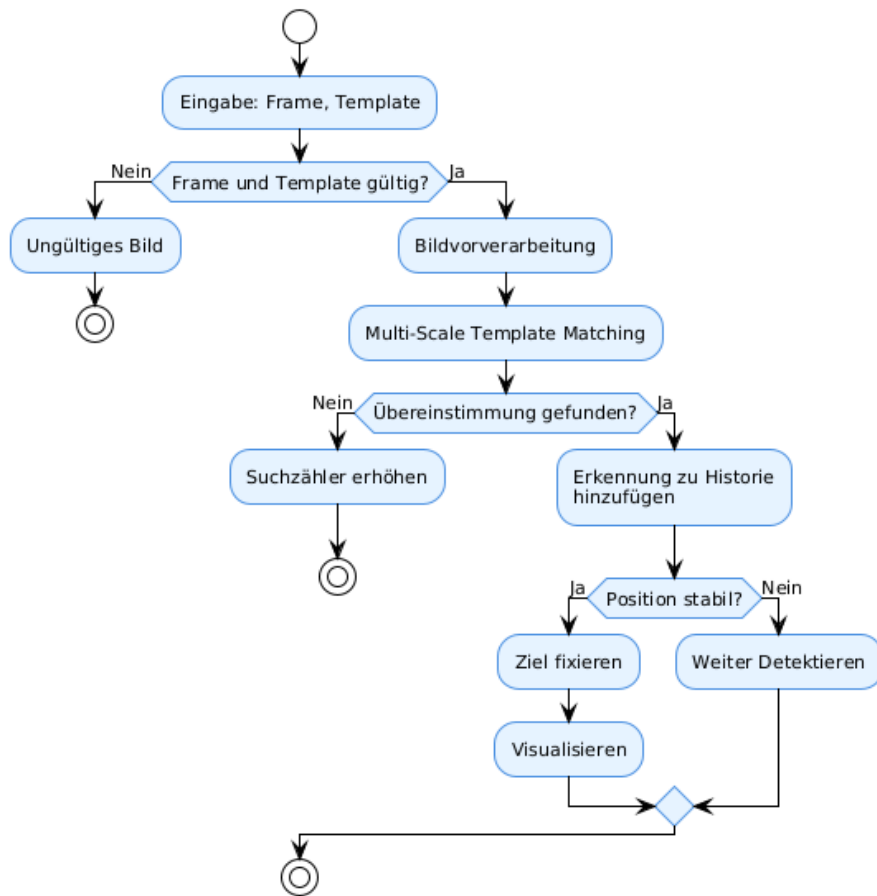 Eingabe: Frame, Template
Nein
Frame und Template gültig?
Ja
Ungültiges Bild
Bildvorverarbeitung
Multi-Scale Template Matching
Nein
Übereinstimmung gefunden?
Ja
Suchzähler erhöhen
Erkennung zu Historie
hinzufügen
Ja
Position stabil?
Nein
Ziel fixieren
Weiter Detektieren
Visualisieren